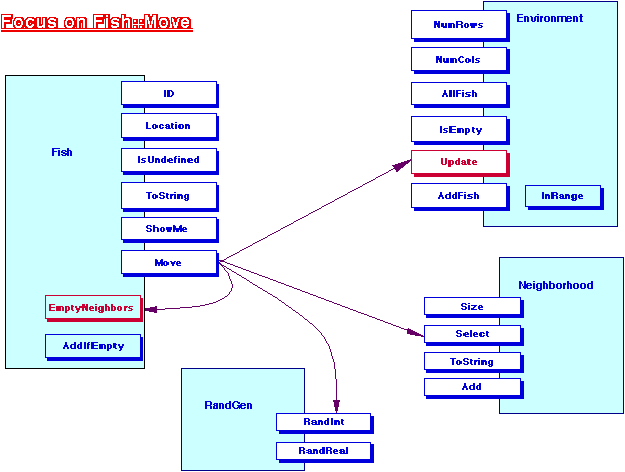 Focus on Fish::Move
Fish
ID
Location
IsUndefined
ToString
ShowMe
Move
EmptyNeighbors
AddIfEmpty
Environment
NumRows
NumCols
AllFish
IsEmpty
Update
AddFish
InRange
Neighborhood
Size
Select
ToString
Add
RandGen
RandInt
RandReal